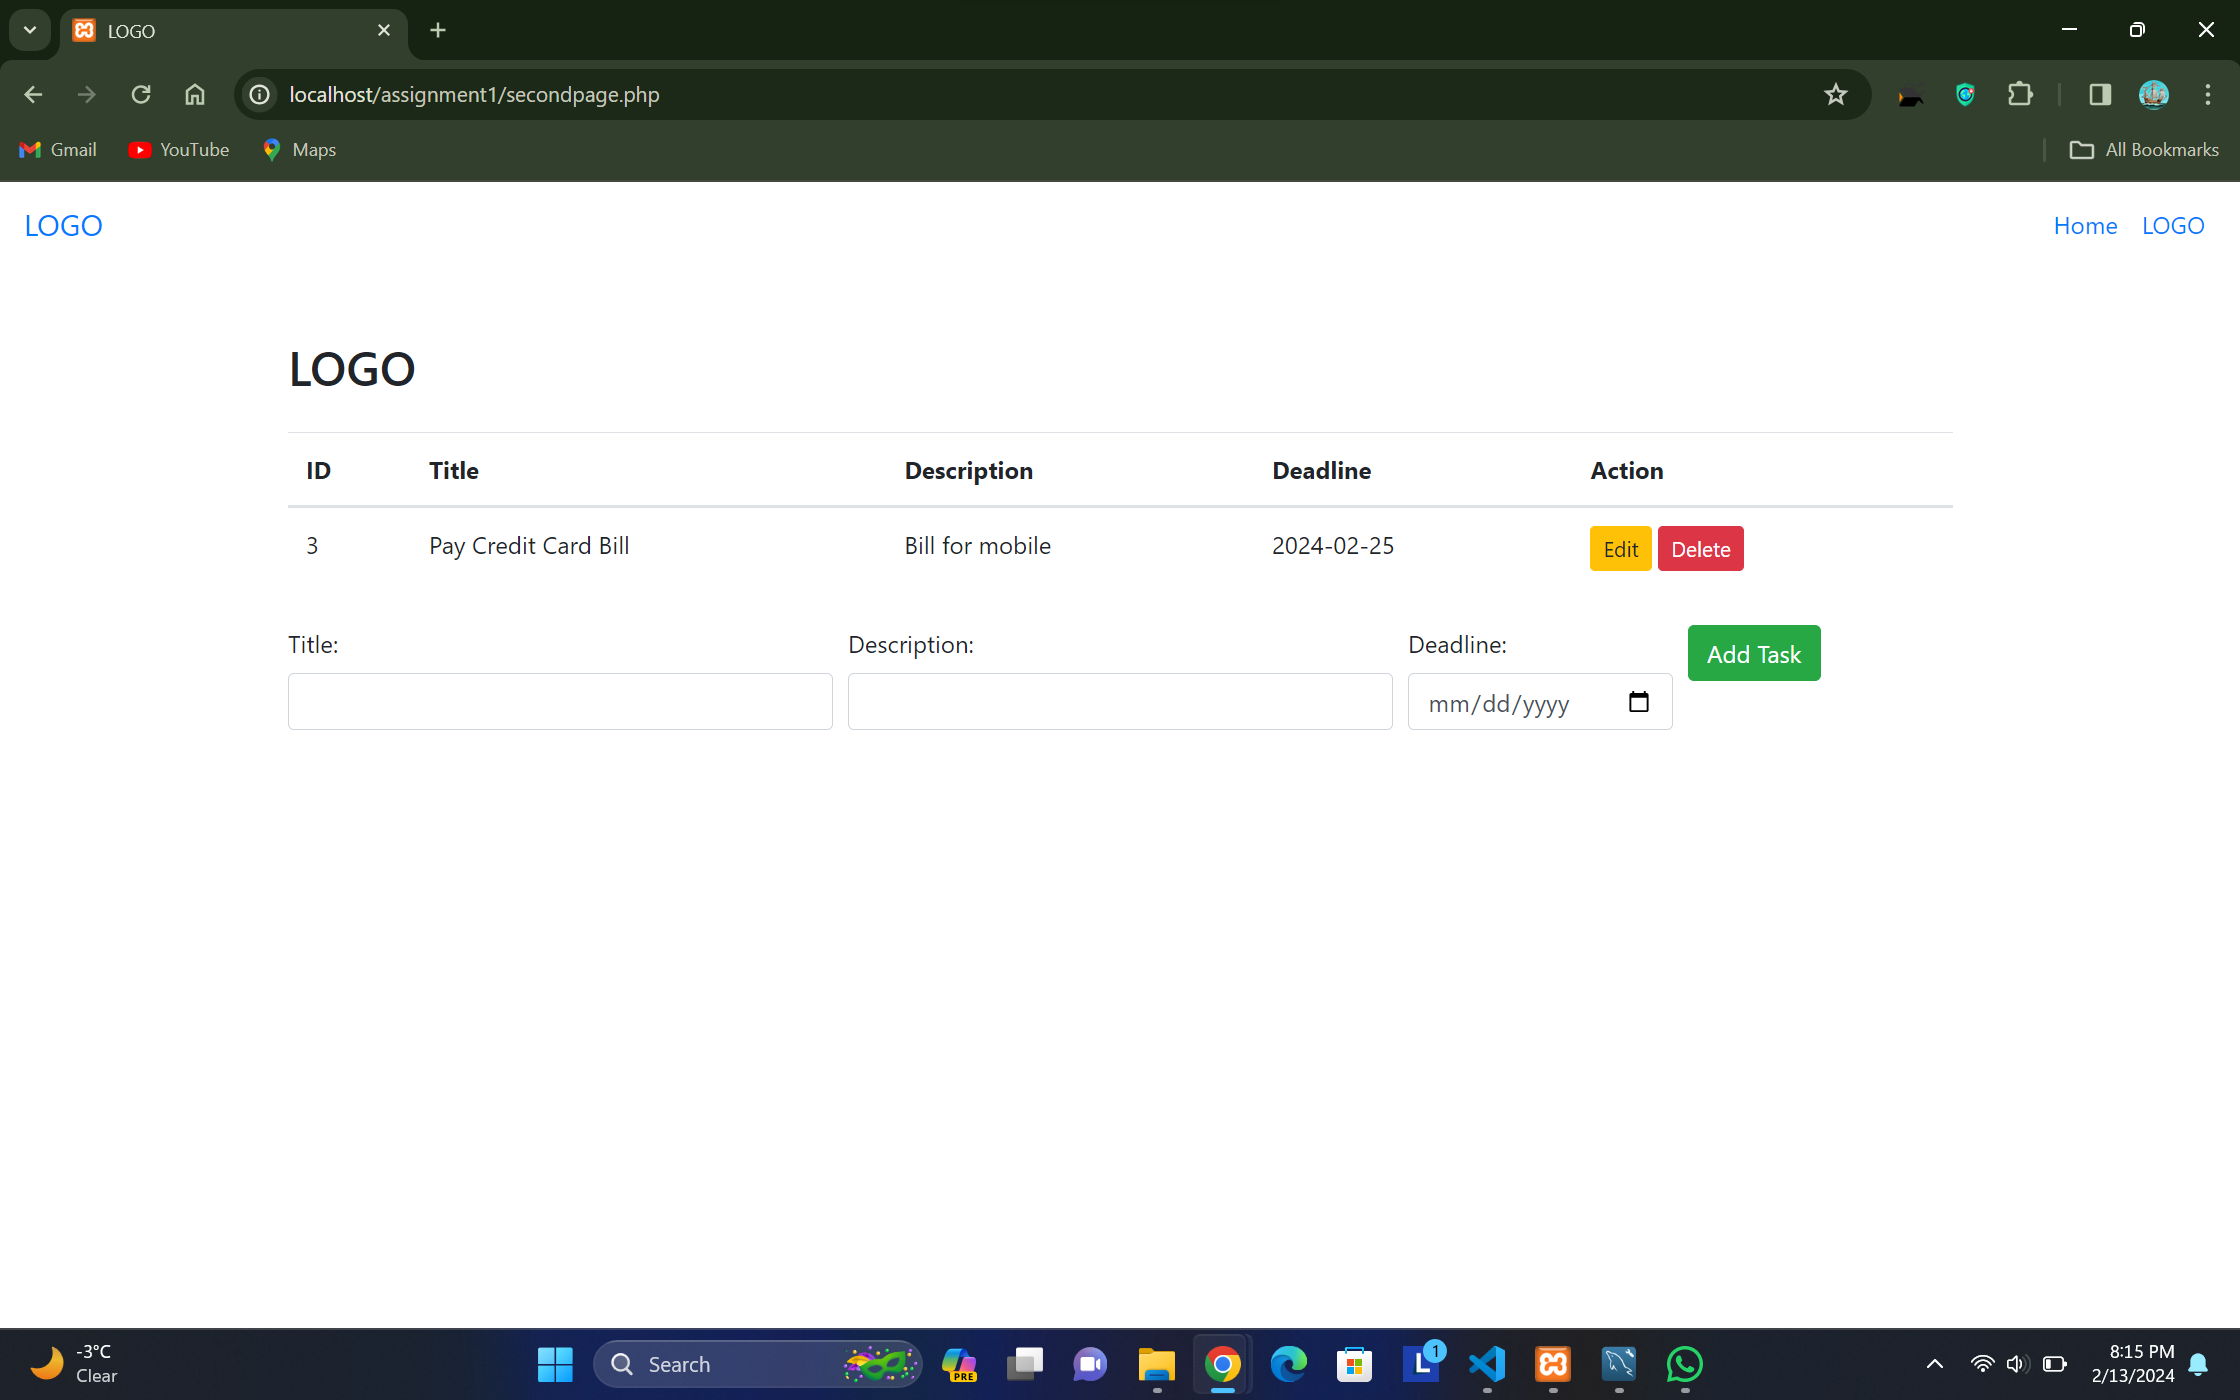 LOGO
localhost/assignment1/secondpage.php
Gmail YouTube Maps All Bookmarks
LOGO Home LOGO
LOGO
ID Title Description Deadline Action
3 Pay Credit Card Bill Bill for mobile 2024-02-25 Edit Delete
Title: Description: Deadline: Add Task
mm/dd/yyyy
-3°C
Clear
Search
PRE
L
1
8:15 PM
2/13/2024